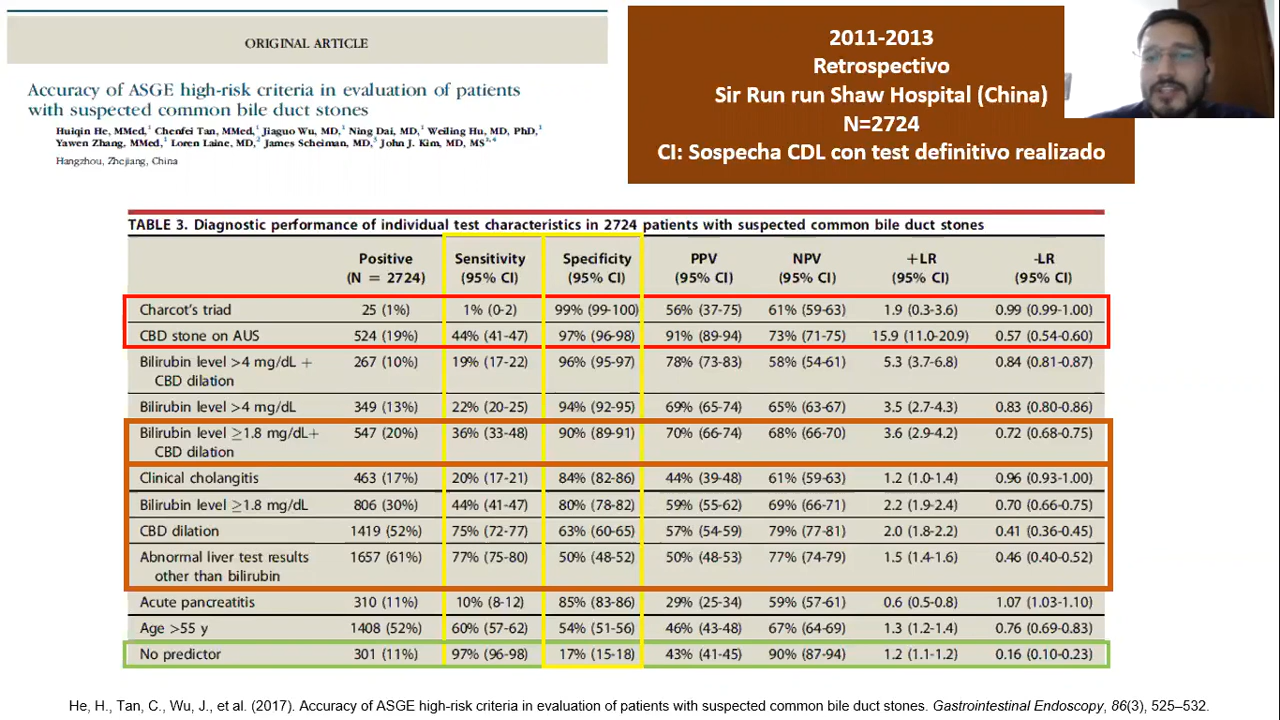 ORIGINAL ARTICLE
Accuracy of ASGE high-risk criteria in evaluation of patients
with suspected common bile duct stones
Huiqin He, MMed,1 Chenfei Tan, MMed,1 Jiaguo Wu, MD,1 Ning Dai, MD,1 Weiling Hu, MD, PhD,1
Yawen Zhang, MMed,1 Loren Laine, MD,2 James Scheiman, MD,3 John J. Kim, MD, MS1,4
Hangzhou, Zhejiang, China
2011-2013
Retrospectivo
Sir Run run Shaw Hospital (China)
N=2724
CI: Sospecha CDL con test definitivo realizado
TABLE 3. Diagnostic performance of individual test characteristics in 2724 patients with suspected common bile duct stones
Positive Sensitivity Specificity PPV NPV +LR -LR
(N = 2724) (95% CI) (95% CI) (95% CI) (95% CI) (95% CI) (95% CI)
Charcot's triad 25 (1%) 1% (0-2) 99% (99-100) 56% (37-75) 61% (59-63) 1.9 (0.3-3.6) 0.99 (0.99-1.00)
CBD stone on AUS 524 (19%) 44% (41-47) 97% (96-98) 91% (89-94) 73% (71-75) 15.9 (11.0-20.9) 0.57 (0.54-0.60)
Bilirubin level >4 mg/dL + 267 (10%) 19% (17-22) 96% (95-97) 78% (73-83) 58% (54-61) 5.3 (3.7-6.8) 0.84 (0.81-0.87)
CBD dilation
Bilirubin level >4 mg/dL 349 (13%) 22% (20-25) 94% (92-95) 69% (65-74) 65% (63-67) 3.5 (2.7-4.3) 0.83 (0.80-0.86)
Bilirubin level ≥1.8 mg/dL+ 547 (20%) 36% (33-48) 90% (89-91) 70% (66-74) 68% (66-70) 3.6 (2.9-4.2) 0.72 (0.68-0.75)
CBD dilation
Clinical cholangitis 463 (17%) 20% (17-21) 84% (82-86) 44% (39-48) 61% (59-63) 1.2 (1.0-1.4) 0.96 (0.93-1.00)
Bilirubin level ≥1.8 mg/dL 806 (30%) 44% (41-47) 80% (78-82) 59% (55-62) 69% (66-71) 2.2 (1.9-2.4) 0.70 (0.66-0.75)
CBD dilation 1419 (52%) 75% (72-77) 63% (60-65) 57% (54-59) 79% (77-81) 2.0 (1.8-2.2) 0.41 (0.36-0.45)
Abnormal liver test results 1657 (61%) 77% (75-80) 50% (48-52) 50% (48-53) 77% (74-79) 1.5 (1.4-1.6) 0.46 (0.40-0.52)
other than bilirubin
Acute pancreatitis 310 (11%) 10% (8-12) 85% (83-86) 29% (25-34) 59% (57-61) 0.6 (0.5-0.8) 1.07 (1.03-1.10)
Age >55 y 1408 (52%) 60% (57-62) 54% (51-56) 46% (43-48) 67% (64-69) 1.3 (1.2-1.4) 0.76 (0.69-0.83)
No predictor 301 (11%) 97% (96-98) 17% (15-18) 43% (41-45) 90% (87-94) 1.2 (1.1-1.2) 0.16 (0.10-0.23)
He, H., Tan, C., Wu, J., et al. (2017). Accuracy of ASGE high-risk criteria in evaluation of patients with suspected common bile duct stones. Gastrointestinal Endoscopy, 86(3), 525–532.